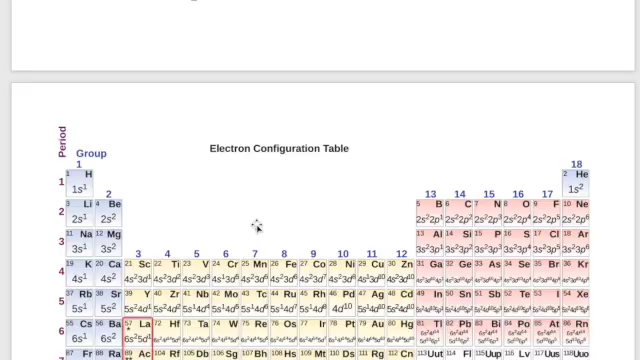 Electron Configuration Table
Period
Group
1 18
1 1 H 2 He
1s¹ 1s²
2 13 14 15 16 17
2 3 Li 4 Be 5 B 6 C 7 N 8 O 9 F 10 Ne
2s¹ 2s² 2s²2p¹ 2s²2p² 2s²2p³ 2s²2p⁴ 2s²2p⁵ 2s²2p⁶
3 11 Na 12 Mg 13 Al 14 Si 15 P 16 S 17 Cl 18 Ar
3s¹ 3s² 3s²3p¹ 3s²3p² 3s²3p³ 3s²3p⁴ 3s²3p⁵ 3s²3p⁶
3 4 5 6 7 8 9 10 11 12
4 19 K 20 Ca 21 Sc 22 Ti 23 V 24 Cr 25 Mn 26 Fe 27 Co 28 Ni 29 Cu 30 Zn 31 Ga 32 Ge 33 As 34 Se 35 Br 36 Kr
4s¹ 4s² 4s²3d¹ 4s²3d² 4s²3d³ 4s¹3d⁵ 4s²3d⁵ 4s²3d⁶ 4s²3d⁷ 4s²3d⁸ 4s¹3d¹⁰ 4s²3d¹⁰
5 37 Rb 38 Sr 39 Y 40 Zr 41 Nb 42 Mo 43 Tc 44 Ru 45 Rh 46 Pd 47 Ag 48 Cd 49 In 50 Sn 51 Sb 52 Te 53 I 54 Xe
5s¹ 5s² 5s²4d¹ 5s²4d² 5s¹4d⁴ 5s¹4d⁵ 5s²4d⁵ 5s¹4d⁷ 5s¹4d⁸ 4d¹⁰ 5s¹4d¹⁰ 5s²4d¹⁰
6 55 Cs 56 Ba 57 La 72 Hf 73 Ta 74 W 75 Re 76 Os 77 Ir 78 Pt 79 Au 80 Hg 81 Tl 82 Pb 83 Bi 84 Po 85 At 86 Rn
6s¹ 6s² 6s²5d¹
87 Fr 88 Ra 89 Ac 104 Rf 105 Db 106 Sg 107 Bh 108 Hs 109 Mt 110 Ds 111 Rg 112 Cn 113 Uut 114 Fl 115 Uup 116 Lv 117 Uus 118 Uuo